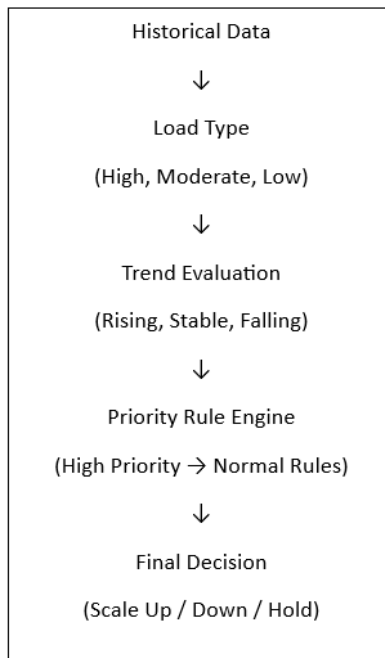 Historical Data
↓
Load Type
(High, Moderate, Low)
↓
Trend Evaluation
(Rising, Stable, Falling)
↓
Priority Rule Engine
(High Priority → Normal Rules)
↓
Final Decision
(Scale Up / Down / Hold)